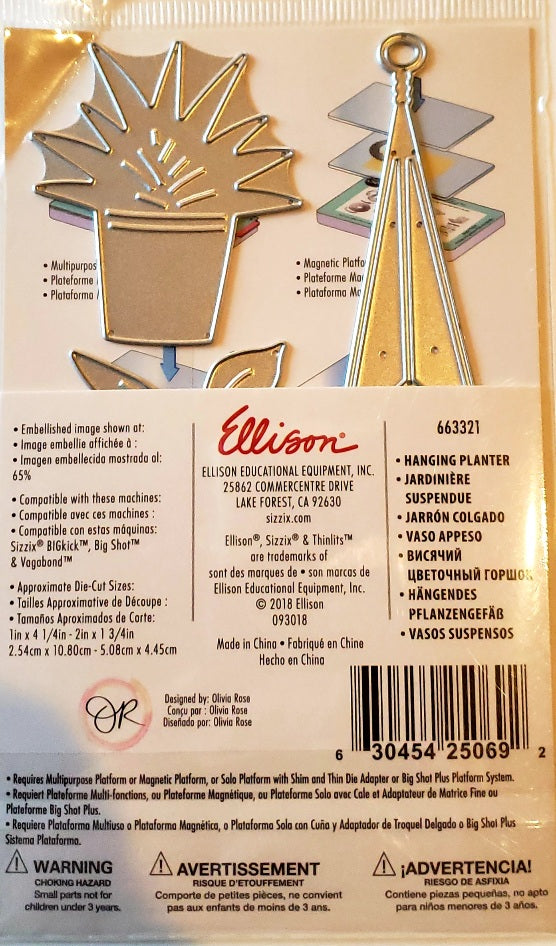 • Multipurpos
• Plateforme
• Plataforma
• Magnetic Platfo
• Plateforme Ma
• Plataforma Ma
• Embellished image shown at:
• Image embellie affichée à :
• Imagen embellecida mostrada al:
65%
• Compatible with these machines:
• Compatible avec ces machines :
• Compatible con estas máquinas:
Sizzix® BIGkick™, Big Shot™
& Vagabond™
• Approximate Die-Cut Sizes:
• Tailles Approximative de Découpe :
• Tamaños Aproximados de Corte:
1in x 4 1/4in - 2in x 1 3/4in
2.54cm x 10.80cm - 5.08cm x 4.45cm
Ellison®
ELLISON EDUCATIONAL EQUIPMENT, INC.
25862 COMMERCENTRE DRIVE
LAKE FOREST, CA 92630
sizzix.com
Ellison®, Sizzix® & Thinlits™
are trademarks of
sont des marques de • son marcas de
Ellison Educational Equipment, Inc.
© 2018 Ellison
093018
Made in China • Fabriqué en Chine
Hecho en China
663321
• HANGING PLANTER
• JARDINIÈRE
SUSPENDUE
• JARRÓN COLGADO
• VASO APPESO
• ВИСЯЧИЙ
ЦВЕТОЧНЫЙ ГОРШОК
• HÄNGENDES
PFLANZENGEFÄß
• VASOS SUSPENSOS
OR
Designed by: Olivia Rose
Conçu par : Olivia Rose
Diseñado por: Olivia Rose
6 30454 25069 2
• Requires Multipurpose Platform or Magnetic Platform, or Solo Platform with Shim and Thin Die Adapter or Big Shot Plus Platform System.
• Requiert Plateforme Multi-fonctions, ou Plateforme Magnétique, ou Plateforme Solo avec Cale et Adaptateur de Matrice Fine ou
Plateforme Big Shot Plus.
• Requiere Plataforma Multiuso o Plataforma Magnética, o Plataforma Sola con Cuña y Adaptador de Troquel Delgado o Big Shot Plus
Sistema Plataforma.
WARNING
CHOKING HAZARD
Small parts not for
children under 3 years.
AVERTISSEMENT
RISQUE D'ETOUFFEMENT
Comporte de petites pièces, ne convient
pas aux enfants de moins de 3 ans.
¡ADVERTENCIA!
RIESGO DE ASFIXIA
Contiene piezas pequeñas, no apto
para niños menores de 3 años.